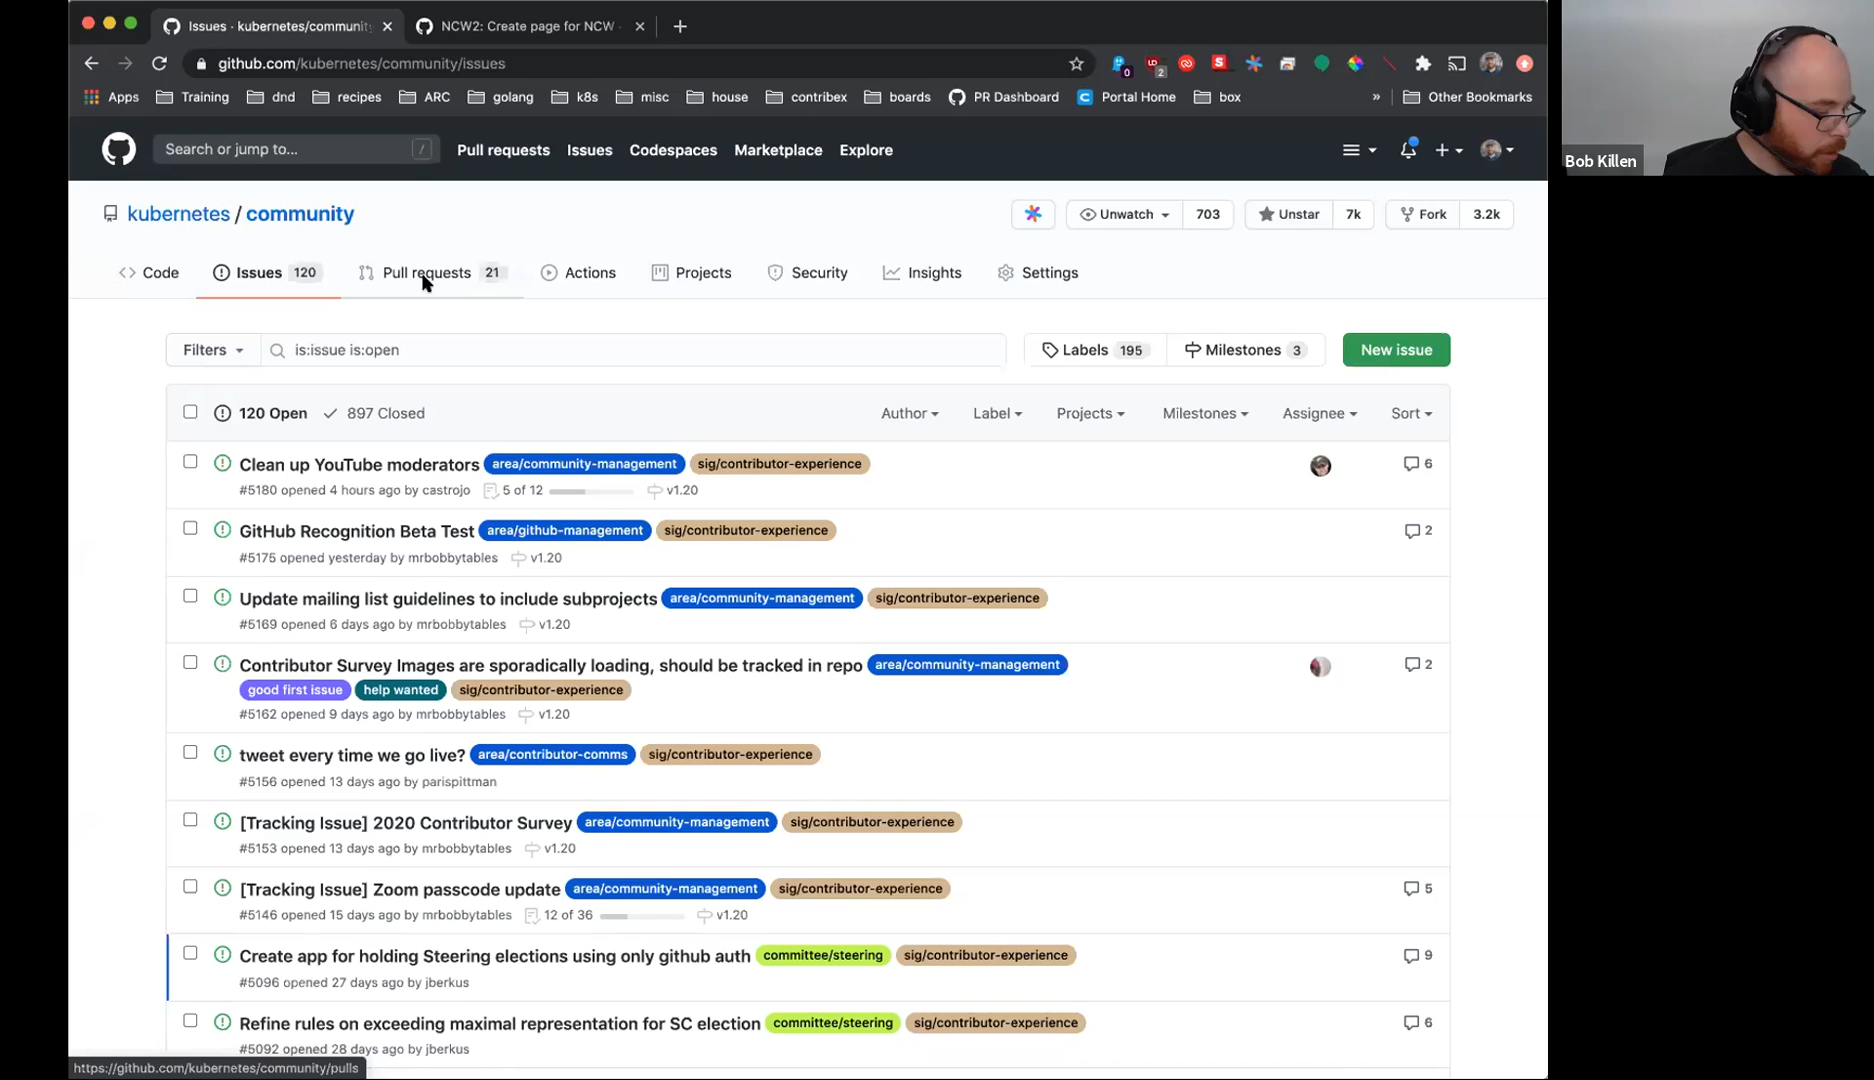 Issues · kubernetes/communit
NCW2: Create page for NCW
github.com/kubernetes/community/issues
0
2
Apps Training dnd recipes ARC golang k8s misc house contribex boards PR Dashboard Portal Home box » Other Bookmarks
Bob Killen
Search or jump to... / Pull requests Issues Codespaces Marketplace Explore
kubernetes / community
Unwatch 703 Unstar 7k Fork 3.2k
Code Issues 120 Pull requests 21 Actions Projects Security Insights Settings
Filters is:issue is:open Labels 195 Milestones 3 New issue
120 Open 897 Closed Author Label Projects Milestones Assignee Sort
Clean up YouTube moderators area/community-management sig/contributor-experience 6
#5180 opened 4 hours ago by castrojo 5 of 12 v1.20
GitHub Recognition Beta Test area/github-management sig/contributor-experience 2
#5175 opened yesterday by mrbobbytables v1.20
Update mailing list guidelines to include subprojects area/community-management sig/contributor-experience
#5169 opened 6 days ago by mrbobbytables v1.20
Contributor Survey Images are sporadically loading, should be tracked in repo area/community-management 2
good first issue help wanted sig/contributor-experience
#5162 opened 9 days ago by mrbobbytables v1.20
tweet every time we go live? area/contributor-comms sig/contributor-experience
#5156 opened 13 days ago by parispittman
[Tracking Issue] 2020 Contributor Survey area/community-management sig/contributor-experience
#5153 opened 13 days ago by mrbobbytables v1.20
[Tracking Issue] Zoom passcode update area/community-management sig/contributor-experience 5
#5146 opened 15 days ago by mrbobbytables 12 of 36 v1.20
Create app for holding Steering elections using only github auth committee/steering sig/contributor-experience 9
#5096 opened 27 days ago by jberkus
Refine rules on exceeding maximal representation for SC election committee/steering sig/contributor-experience 6
#5092 opened 28 days ago by jberkus
https://github.com/kubernetes/community/pulls